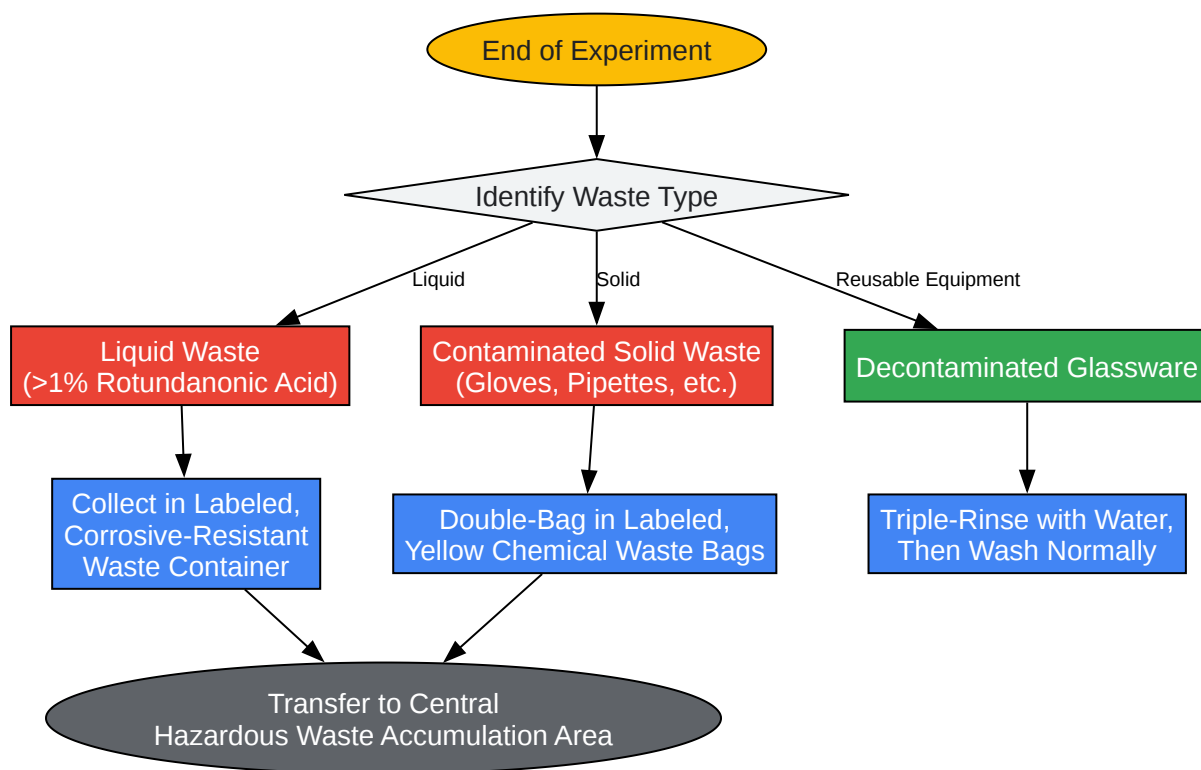 End of Experiment
Identify Waste Type
Liquid
Solid
Reusable Equipment
Liquid Waste
(>1% Rotundanonic Acid)
Contaminated Solid Waste
(Gloves, Pipettes, etc.)
Decontaminated Glassware
Collect in Labeled,
Corrosive-Resistant
Waste Container
Double-Bag in Labeled,
Yellow Chemical Waste Bags
Triple-Rinse with Water,
Then Wash Normally
Transfer to Central
Hazardous Waste Accumulation Area